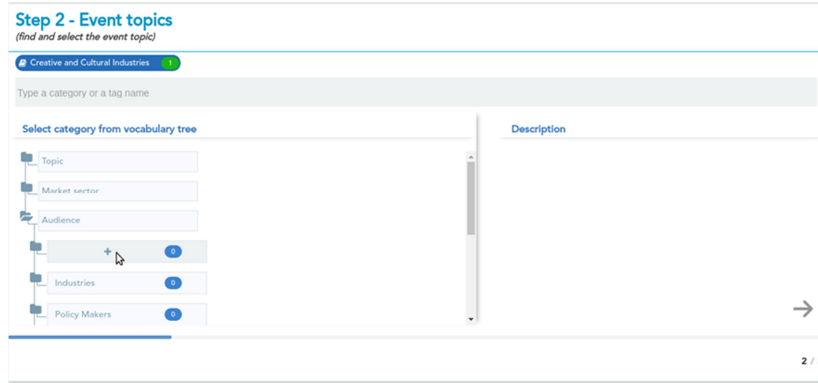 Step 2 - Event topics
(find and select the event topic)
Creative and Cultural Industries 1
Type a category or a tag name
Select category from vocabulary tree
Description
Topic
Market sector
Audience
+ 0
Industries 0
Policy Makers 0
2 /